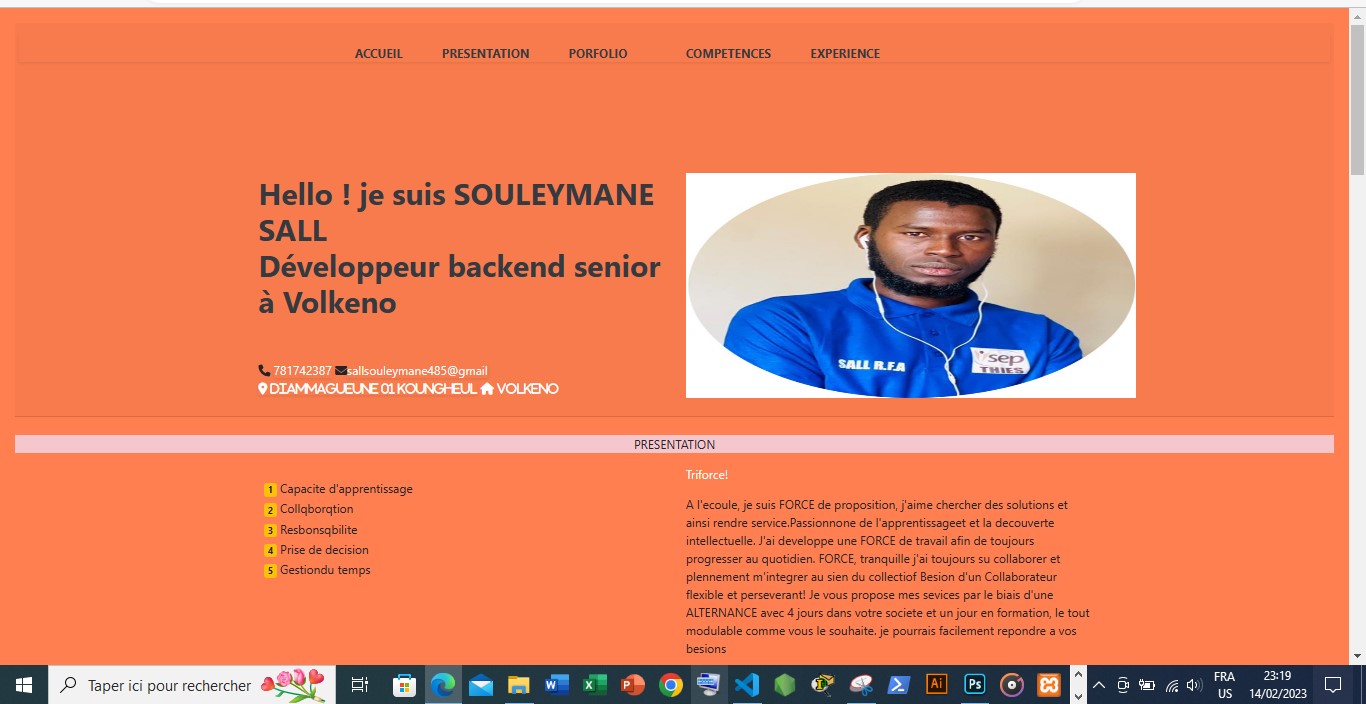 ACCUEIL PRESENTATION PORFOLIO COMPETENCES EXPERIENCE
Hello ! je suis SOULEYMANE
SALL
Développeur backend senior
à Volkeno
781742387 sallsouleymane485@gmail
DIAMMAGUEUNE 01 KOUNGHEUL VOLKENO
SALL R.F.A
isep
THIES
PRESENTATION
1 Capacite d'apprentissage
2 Collqborqtion
3 Resbonsqbilite
4 Prise de decision
5 Gestiondu temps
Triforce!
A l'ecoule, je suis FORCE de proposition, j'aime chercher des solutions et
ainsi rendre service.Passionnone de l'apprentissageet et la decouverte
intellectuelle. J'ai developpe une FORCE de travail afin de toujours
progresser au quotidien. FORCE, tranquille j'ai toujours su collaborer et
plennement m'integrer au sien du collectiof Besion d'un Collaborateur
flexible et perseverant! Je vous propose mes sevices par le biais d'une
ALTERNANCE avec 4 jours dans votre societe et un jour en formation, le tout
modulable comme vous le souhaite. je pourrais facilement repondre a vos
besions
Taper ici pour rechercher
W X P Ai Ps
FRA
US
23:19
14/02/2023